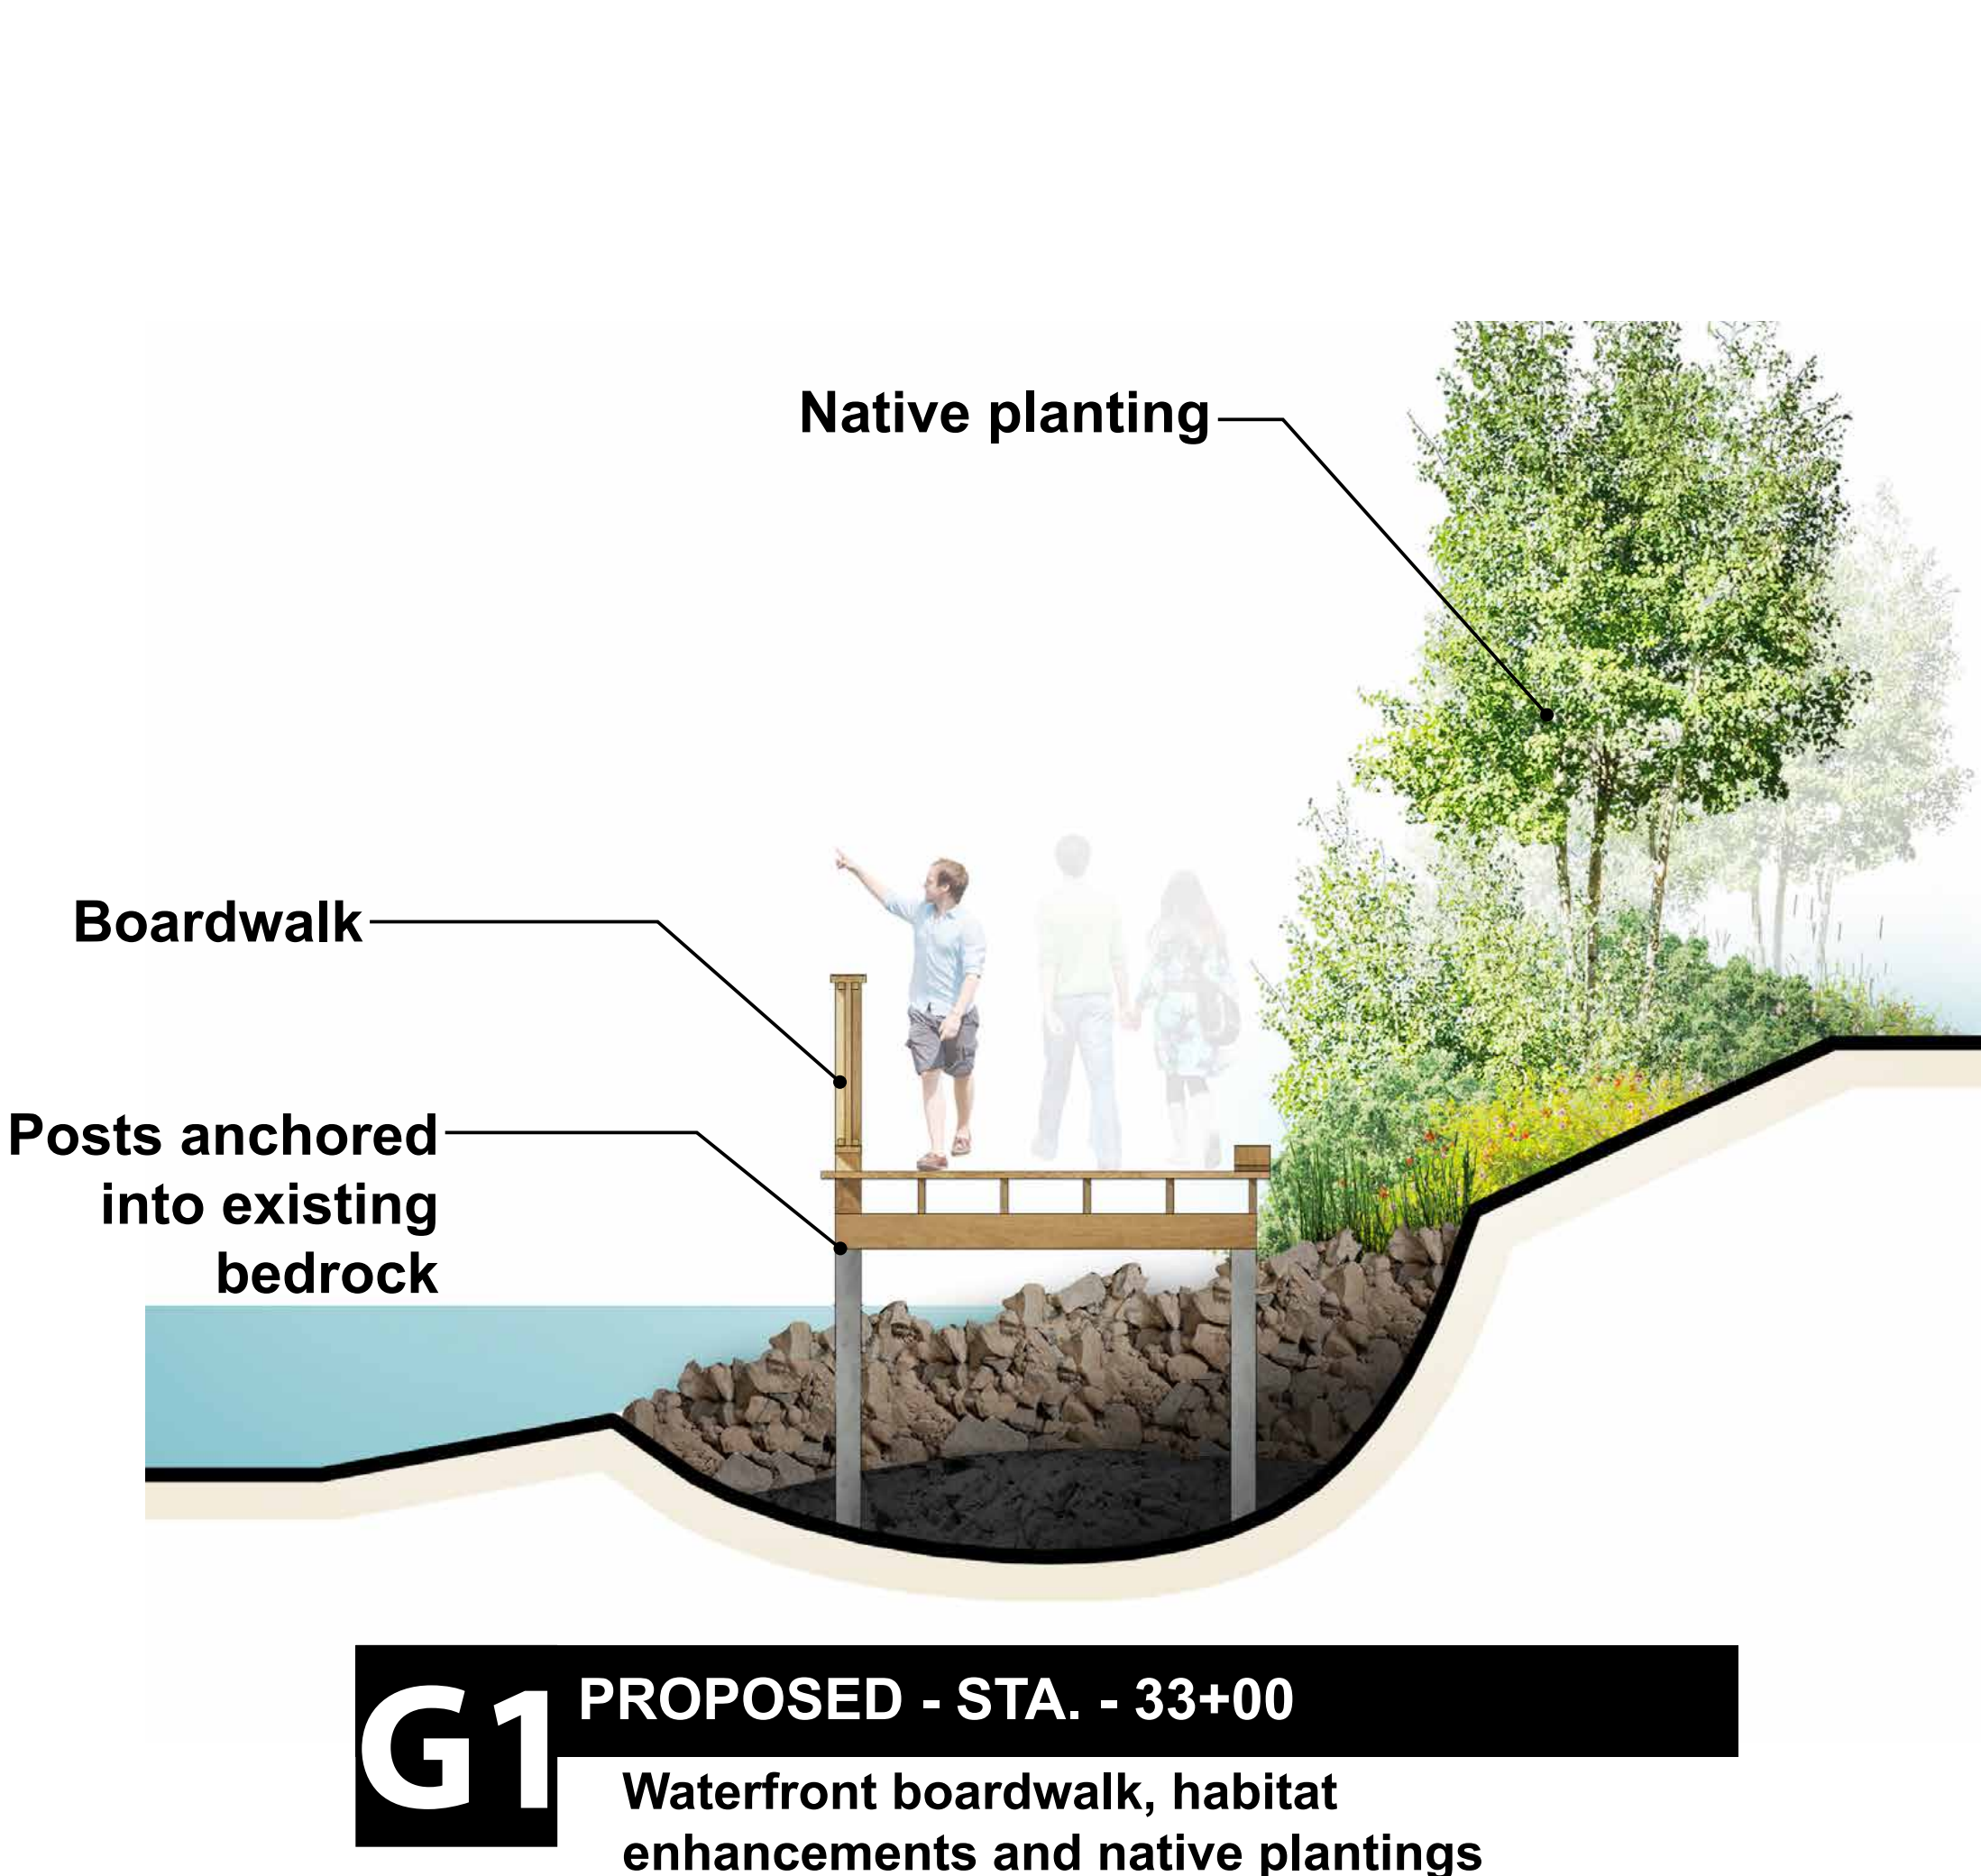 Native planting
Boardwalk
Posts anchored
into existing
bedrock
G1
PROPOSED - STA. - 33+00
Waterfront boardwalk, habitat
enhancements and native plantings